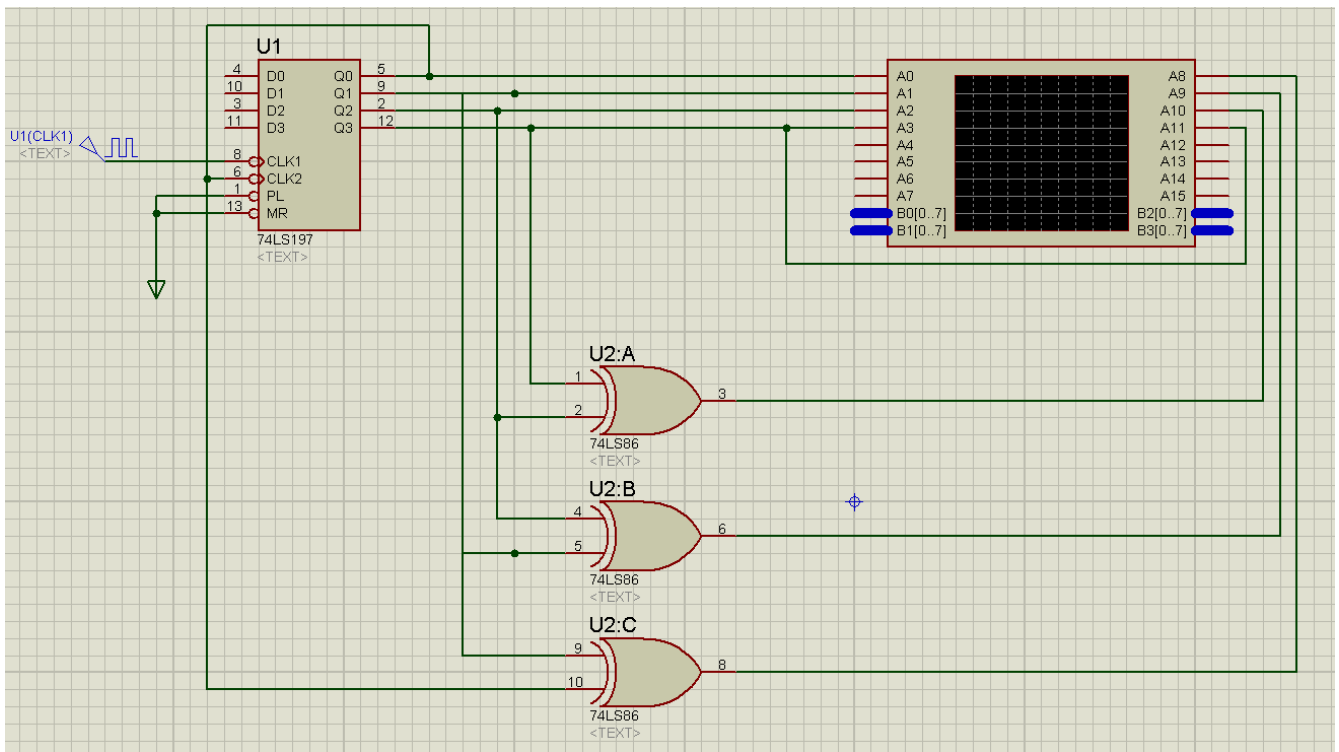 U1
4 D0 Q0 5
10 D1 Q1 9
3 D2 Q2 2
11 D3 Q3 12
U1(CLK1)
<TEXT>
8 CLK1
6 CLK2
1 PL
13 MR
74LS197
<TEXT>
A0 A8
A1 A9
A2 A10
A3 A11
A4 A12
A5 A13
A6 A14
A7 A15
B0[0..7] B2[0..7]
B1[0..7] B3[0..7]
U2:A
1
3
2
74LS86
<TEXT>
U2:B
4
6
5
74LS86
<TEXT>
U2:C
9
8
10
74LS86
<TEXT>